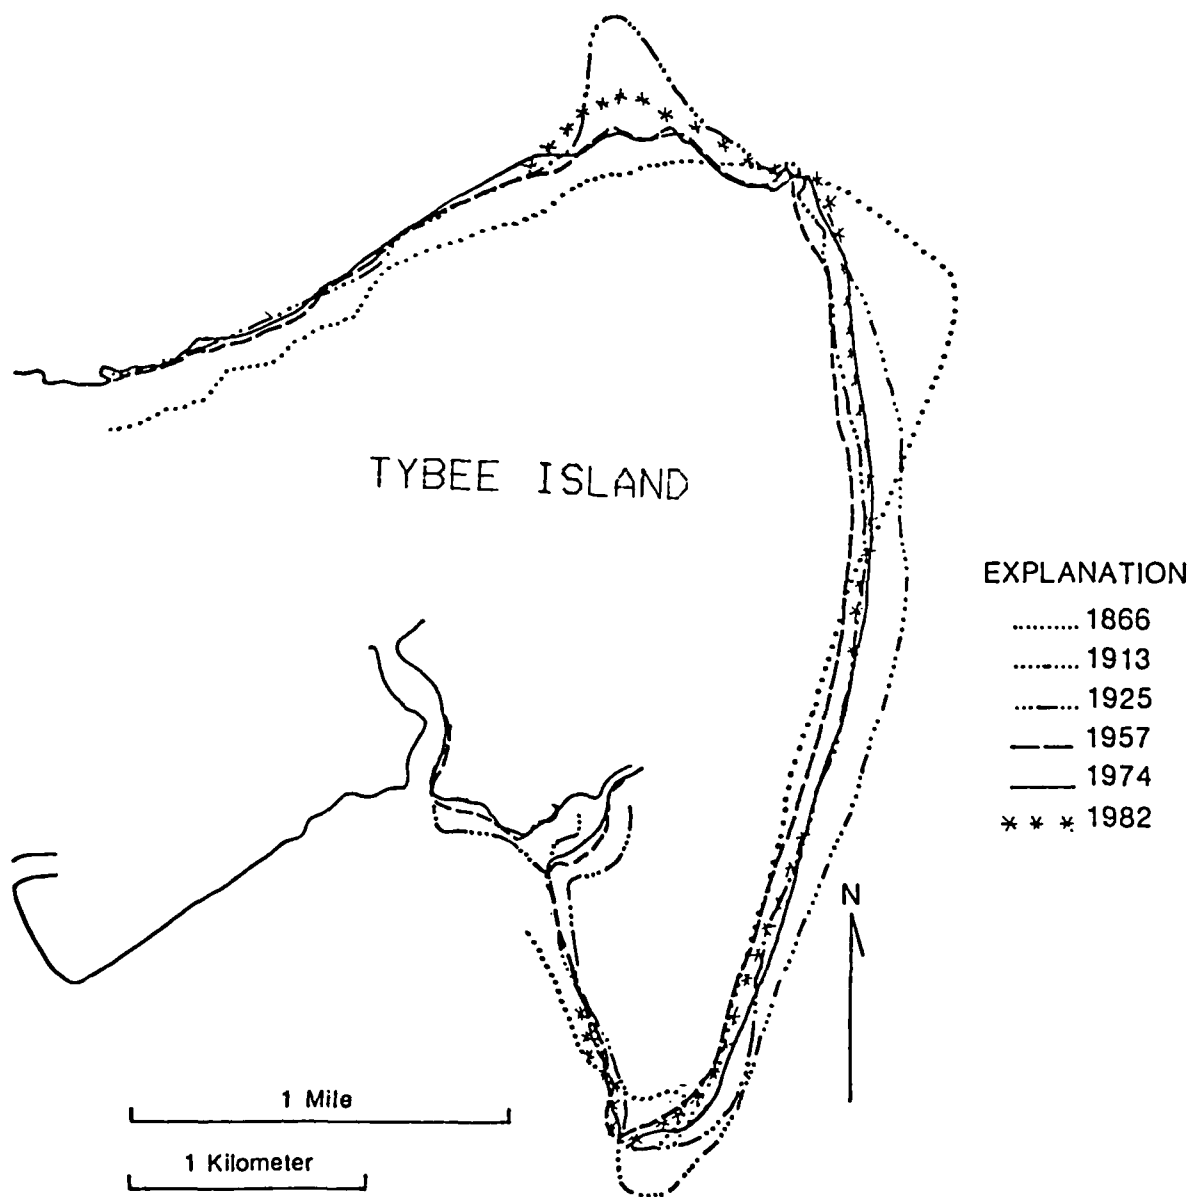 TYBEE ISLAND
EXPLANATION
1866
1913
1925
1957
1974
1982
N
1 Mile
1 Kilometer